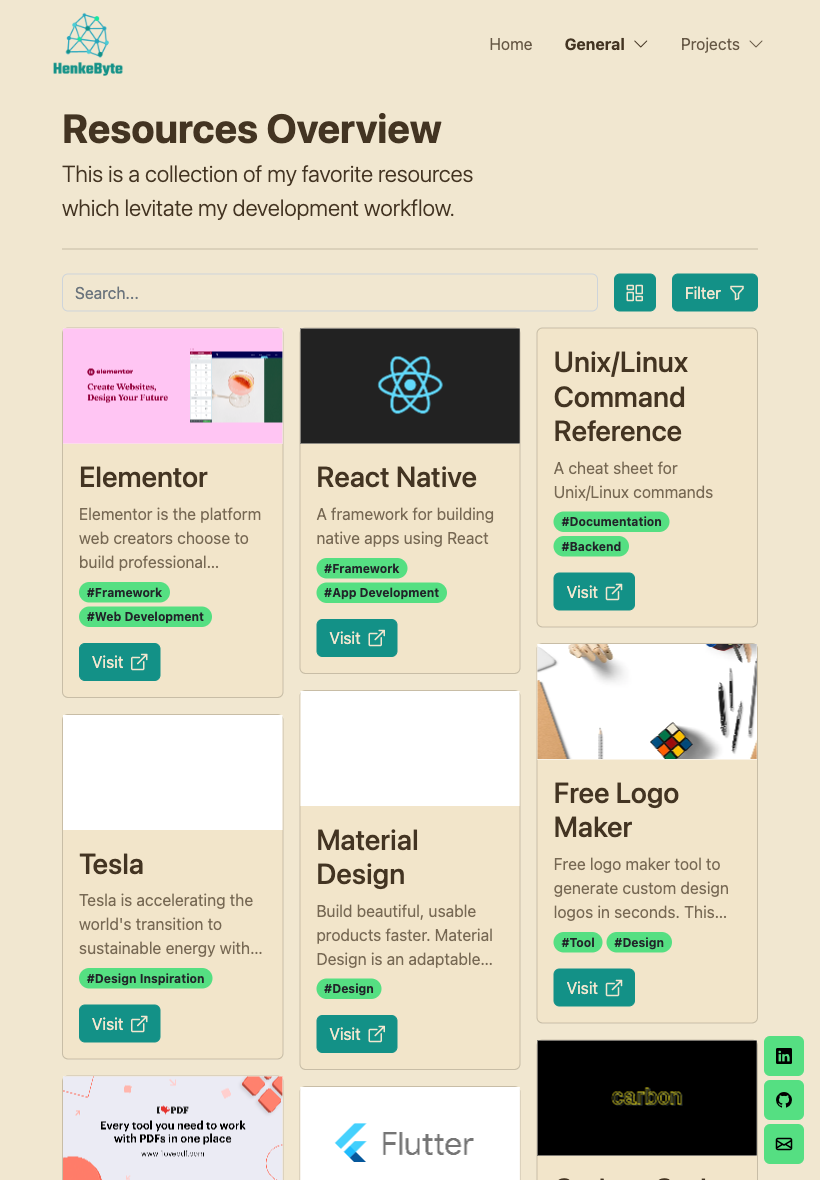 HenkeByte
Home
General
Projects
Resources Overview
This is a collection of my favorite resources
which levitate my development workflow.
Search...
Filter
elementor
Create Websites,
Design Your Future
Elementor
Elementor is the platform
web creators choose to
build professional...
#Framework
#Web Development
Visit
React Native
A framework for building
native apps using React
#Framework
#App Development
Visit
Unix/Linux
Command
Reference
A cheat sheet for
Unix/Linux commands
#Documentation
#Backend
Visit
Tesla
Tesla is accelerating the
world's transition to
sustainable energy with...
#Design Inspiration
Visit
Material
Design
Build beautiful, usable
products faster. Material
Design is an adaptable...
#Design
Visit
Free Logo
Maker
Free logo maker tool to
generate custom design
logos in seconds. This...
#Tool #Design
Visit
I PDF
Every tool you need to work
with PDFs in one place
www.ilovepdf.com
Flutter
carbon